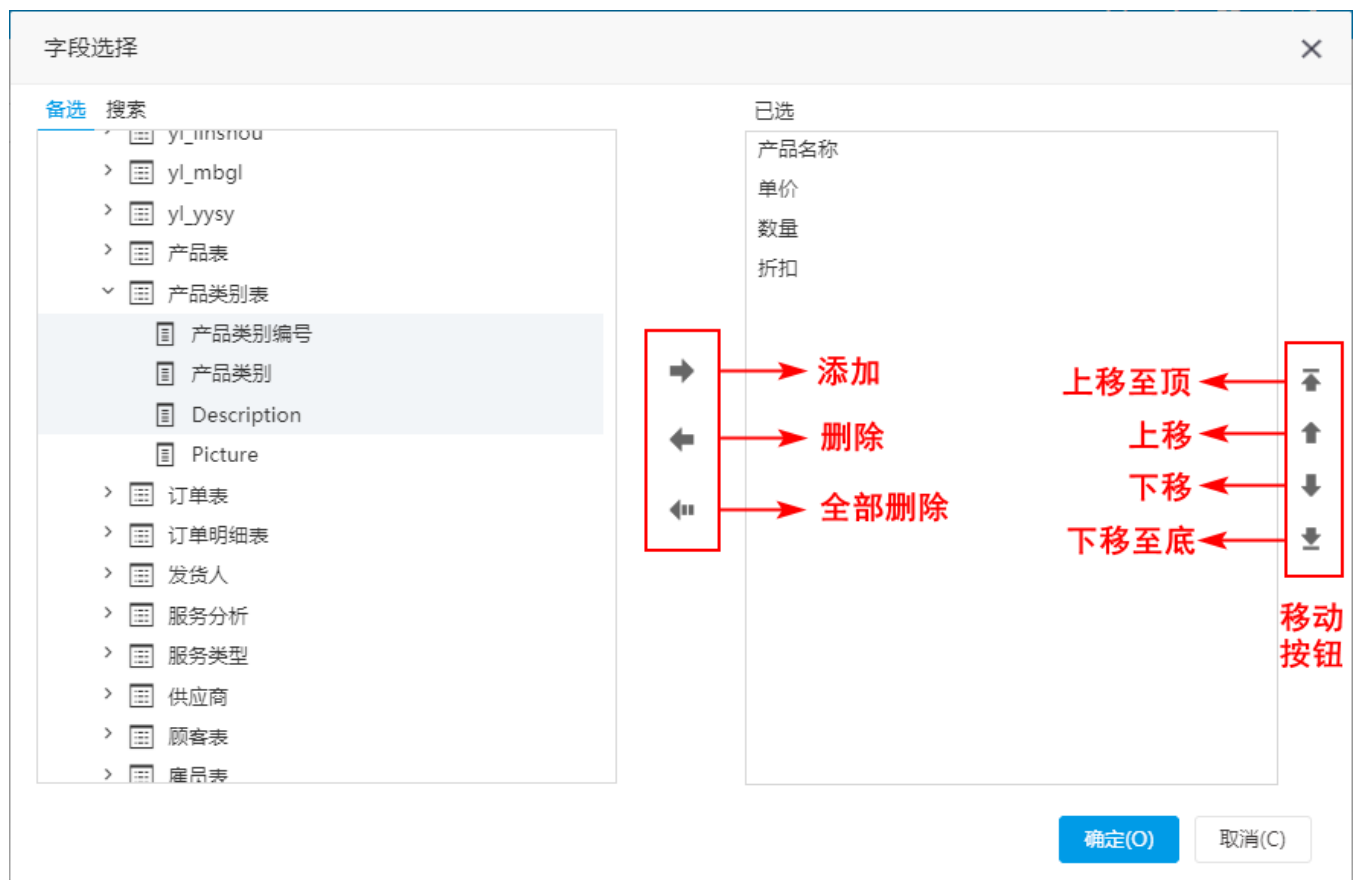 字段选择
备选 搜索
yl_linshou
yl_mbgl
yl_yysy
产品表
产品类别表
产品类别编号
产品类别
Description
Picture
订单表
订单明细表
发货人
服务分析
服务类型
供应商
顾客表
雇员表
添加
删除
全部删除
已选
产品名称
单价
数量
折扣
上移至顶
上移
下移
下移至底
移动
按钮
确定(O) 取消(C)